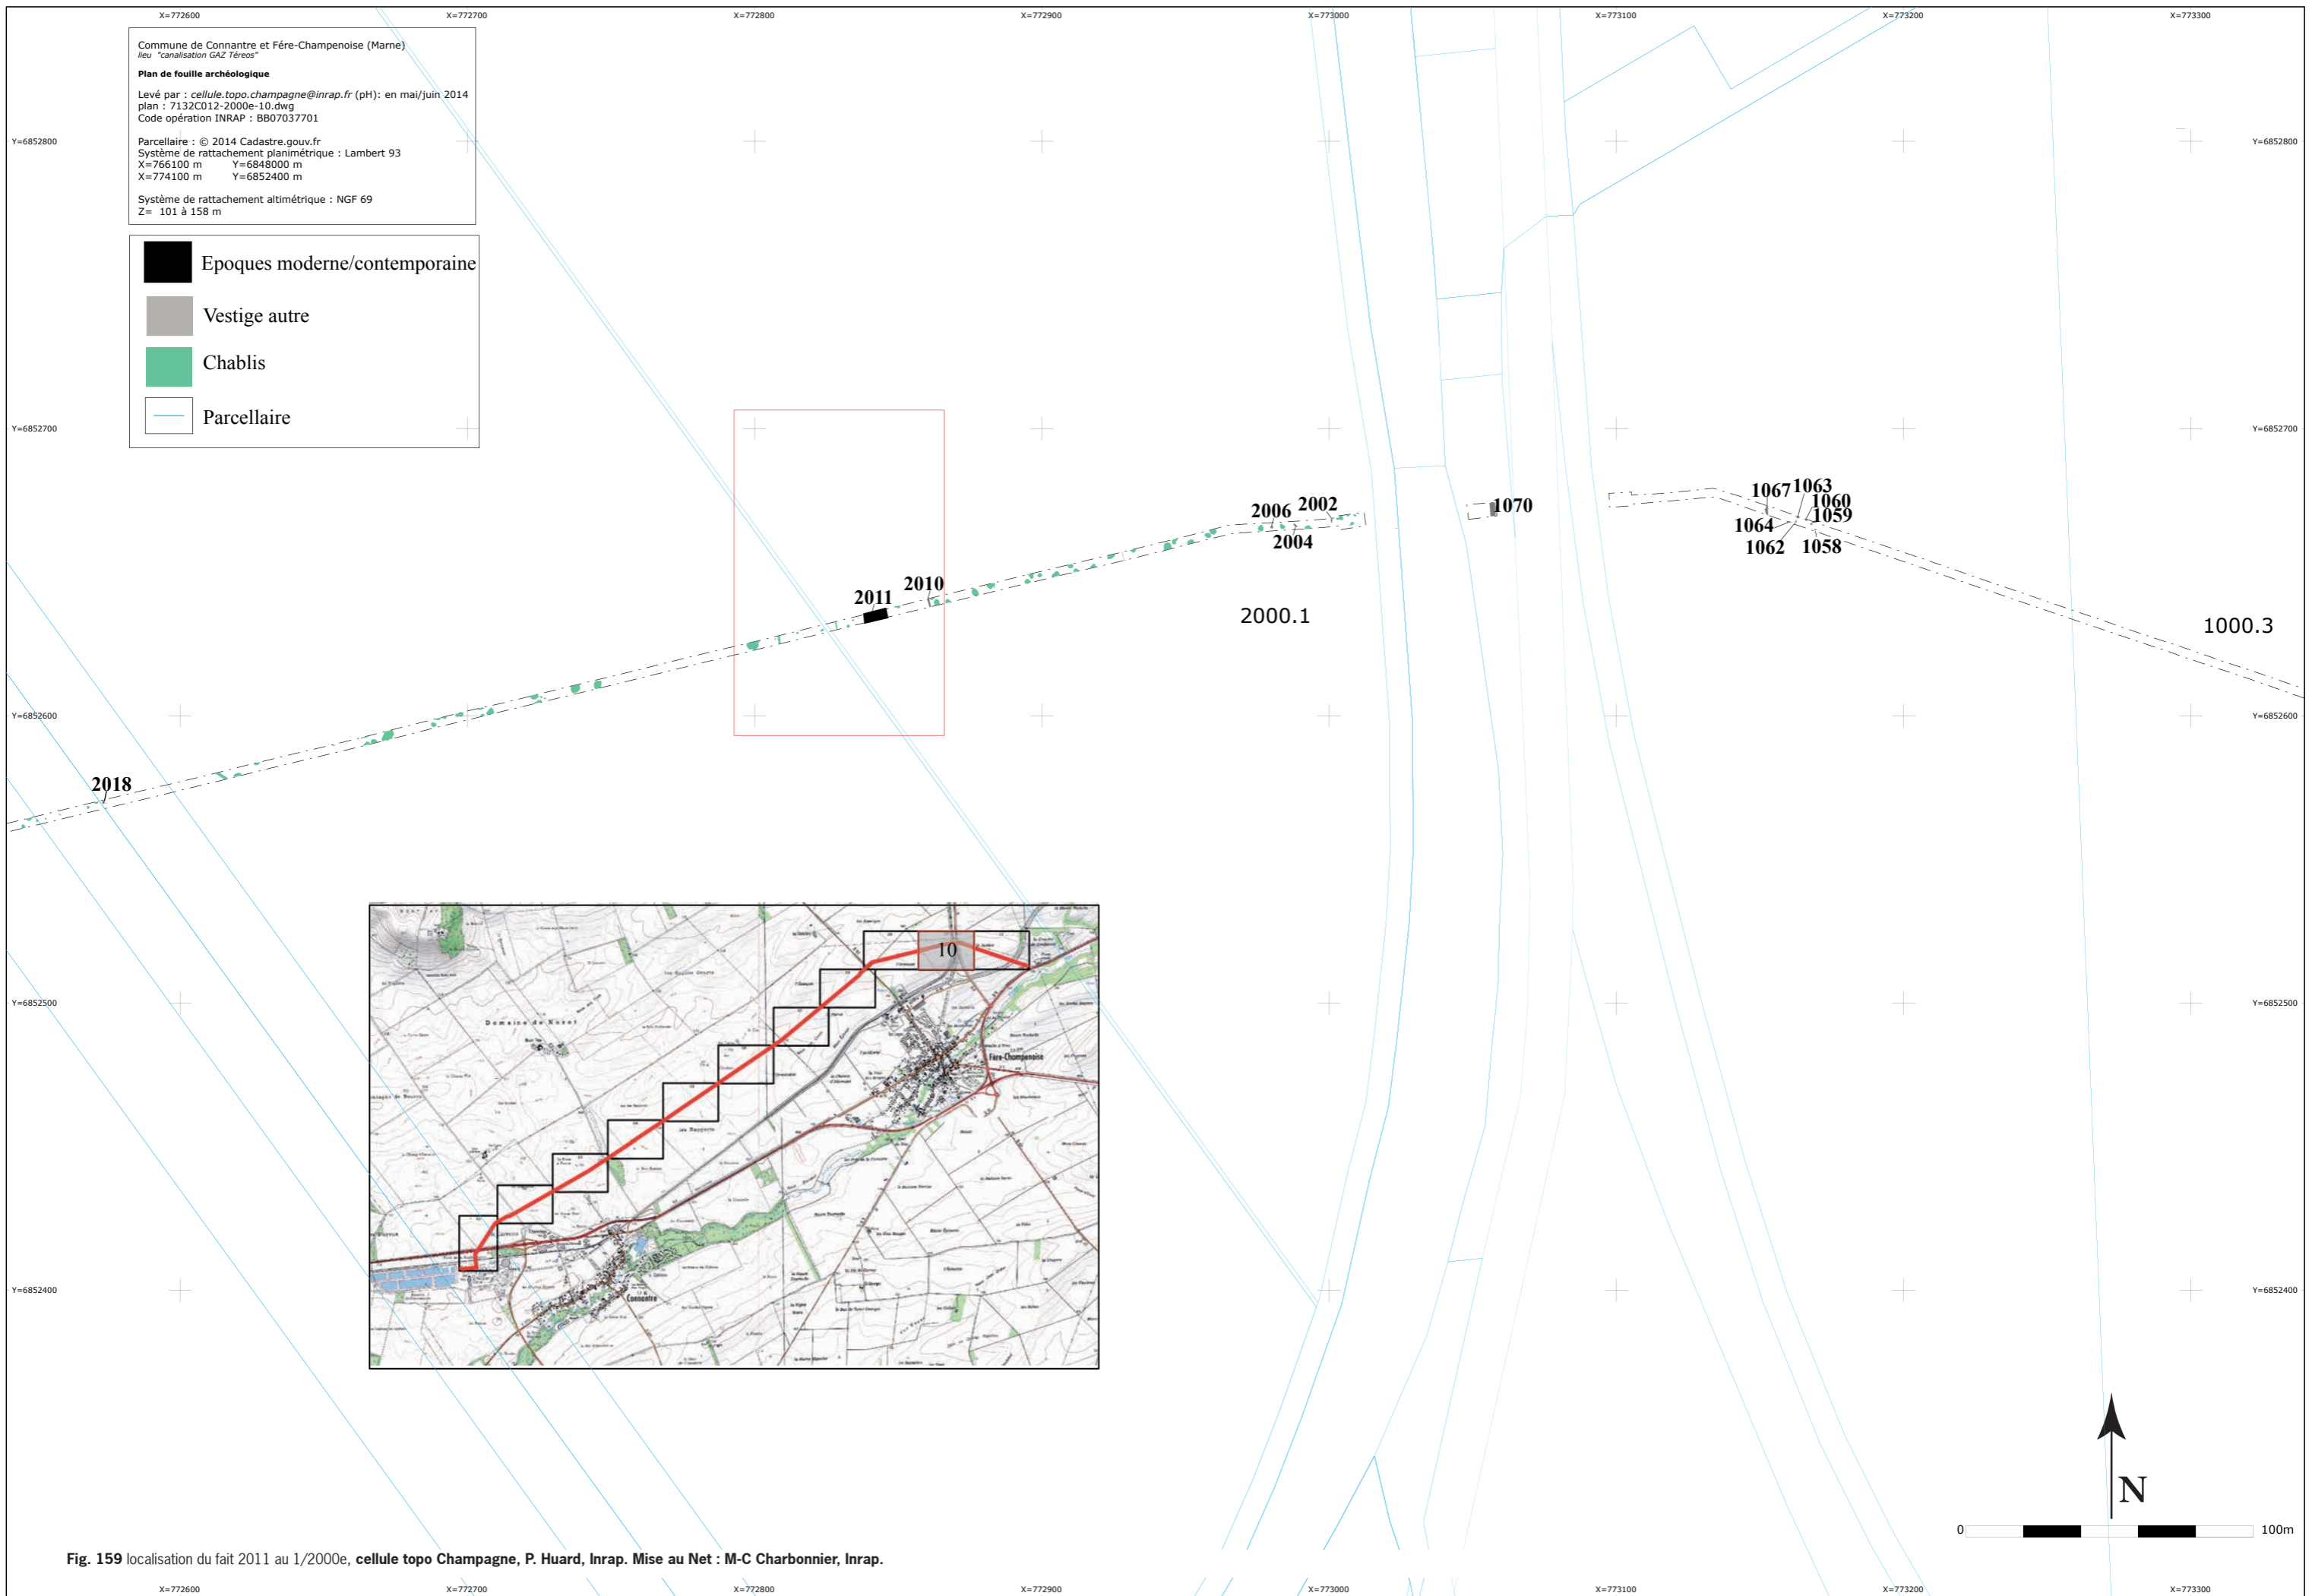 X=772600 X=772700 X=772800 X=772900 X=773000 X=773100 X=773200 X=773300
Commune de Connantre et Fére-Champenoise (Marne)
lieu "canalisation GAZ Téreos"
Plan de fouille archéologique
Levé par : cellule.topo.champagne@inrap.fr (pH): en mai/juin 2014
plan : 7132C012-2000e-10.dwg
Code opération INRAP : BB07037701
Parcellaire : © 2014 Cadastre.gouv.fr
Système de rattachement planimétrique : Lambert 93
X=766100 m Y=6848000 m
X=774100 m Y=6852400 m
Système de rattachement altimétrique : NGF 69
Z= 101 à 158 m
Y=6852800 Y=6852800
Epoques moderne/contemporaine
Vestige autre
Chablis
Parcellaire
Y=6852700 Y=6852700
1067 1063
1060
2006 2002 1070 1059
1064
2004 1062 1058
2010
2011
2000.1 1000.3
Y=6852600 Y=6852600
2018
10
Domaine du Nozet
Fère-Champenoise
Connantre
Y=6852500 Y=6852500
Y=6852400 Y=6852400
N
0 100m
Fig. 159 localisation du fait 2011 au 1/2000e, cellule topo Champagne, P. Huard, Inrap. Mise au Net : M-C Charbonnier, Inrap.
X=772600 X=772700 X=772800 X=772900 X=773000 X=773100 X=773200 X=773300